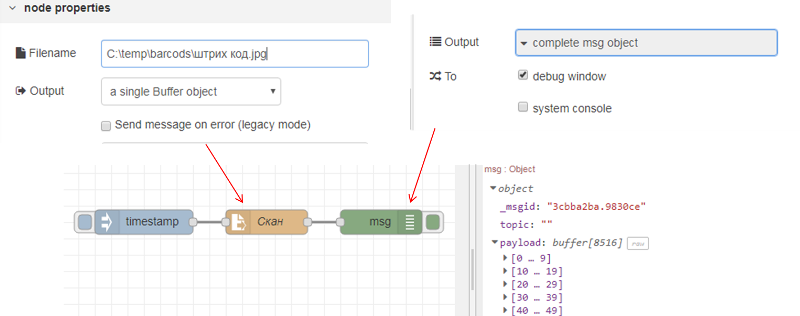 node properties
Filename
C:\temp\barcods\штрих код.jpg
Output
a single Buffer object
Send message on error (legacy mode)
Output
complete msg object
To
debug window
system console
timestamp
Скан
msg
msg : Object
object
_msgid: "3cbba2ba.9830ce"
topic: ""
payload: buffer[8516] raw
[0 … 9]
[10 … 19]
[20 … 29]
[30 … 39]
[40 … 49]